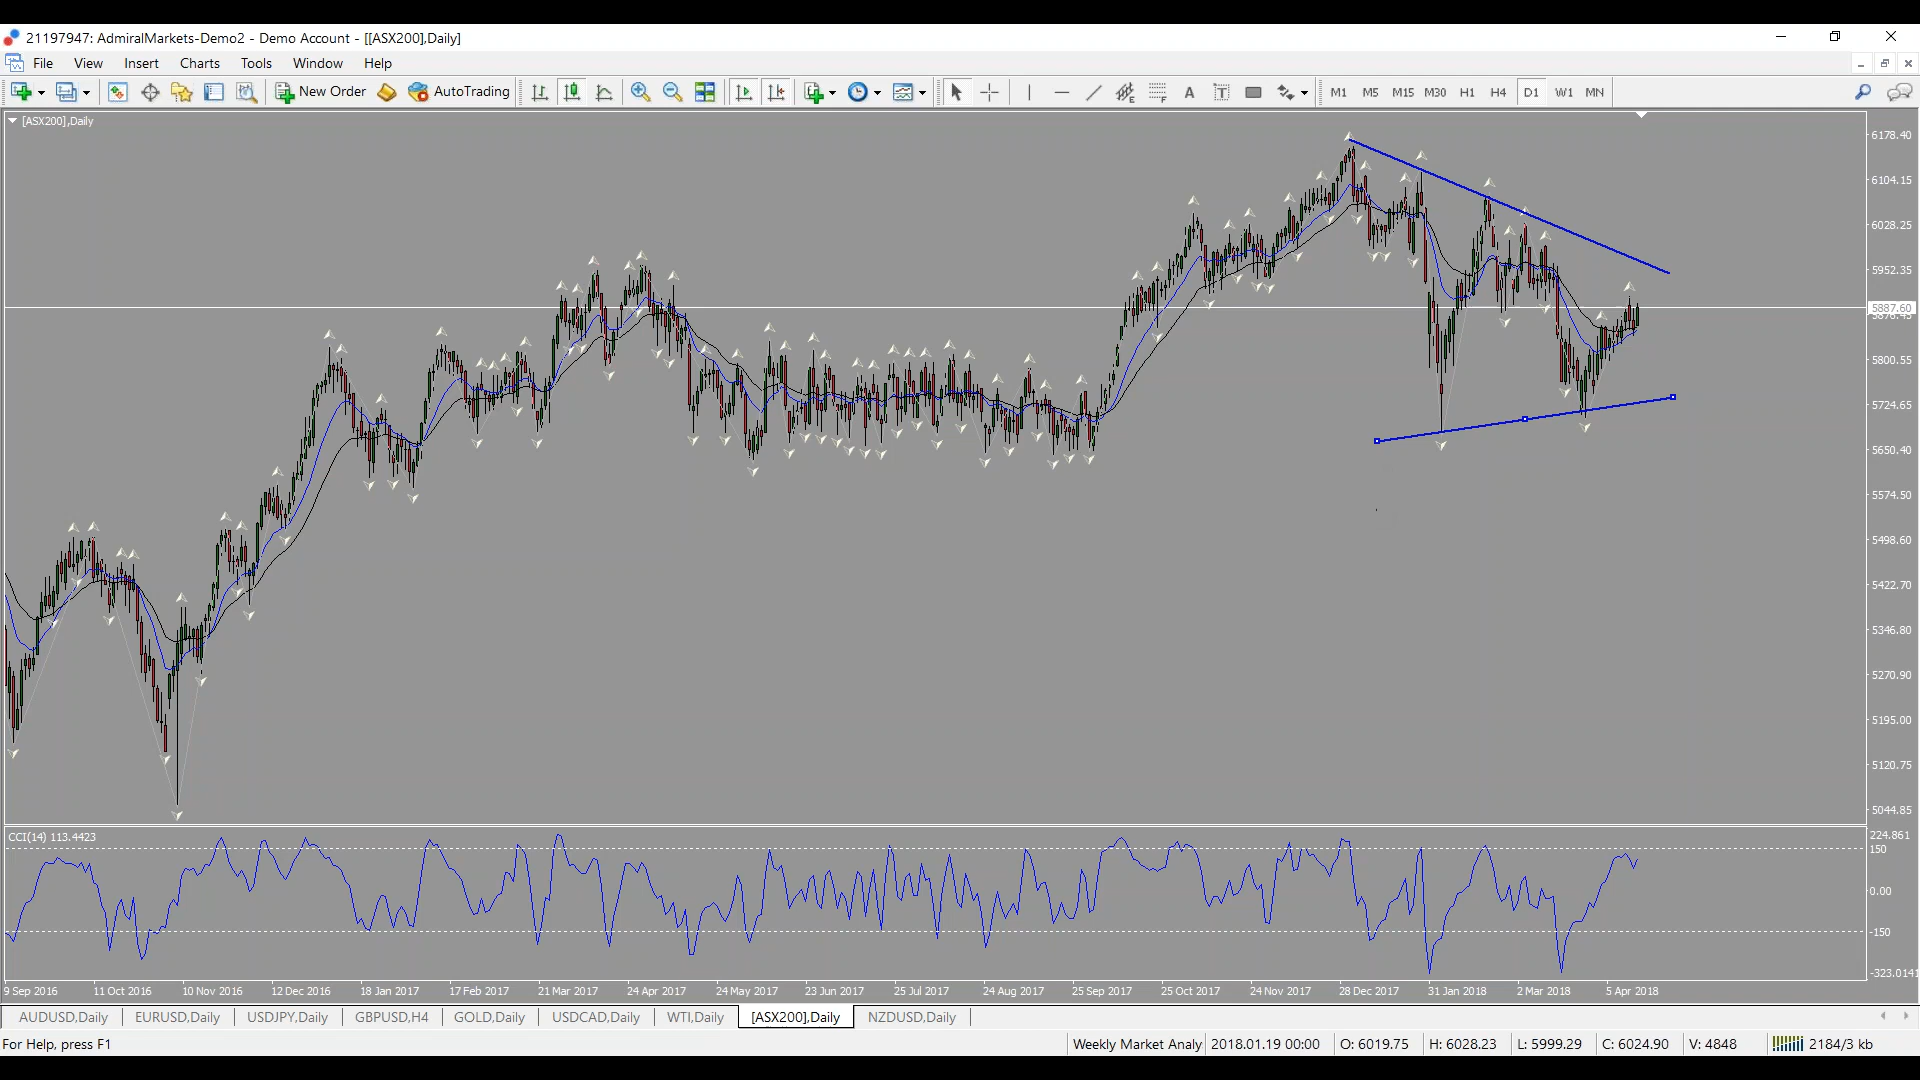 21197947: AdmiralMarkets-Demo2 - Demo Account - [[ASX200],Daily]
File View Insert Charts Tools Window Help
New Order AutoTrading A T M1 M5 M15 M30 H1 H4 D1 W1 MN
[ASX200],Daily
6178.40
6104.15
6028.25
5952.35
5887.60
5876.45
5800.55
5724.65
5650.40
5574.50
5498.60
5422.70
5346.80
5270.90
5195.00
5120.75
5044.85
CCI(14) 113.4423
224.861
150
0.00
-150
-323.0141
9 Sep 2016 11 Oct 2016 10 Nov 2016 12 Dec 2016 18 Jan 2017 17 Feb 2017 21 Mar 2017 24 Apr 2017 24 May 2017 23 Jun 2017 25 Jul 2017 24 Aug 2017 25 Sep 2017 25 Oct 2017 24 Nov 2017 28 Dec 2017 31 Jan 2018 2 Mar 2018 5 Apr 2018
AUDUSD,Daily EURUSD,Daily USDJPY,Daily GBPUSD,H4 GOLD,Daily USDCAD,Daily WTI,Daily [ASX200],Daily NZDUSD,Daily
For Help, press F1 Weekly Market Analy 2018.01.19 00:00 O: 6019.75 H: 6028.23 L: 5999.29 C: 6024.90 V: 4848 2184/3 kb